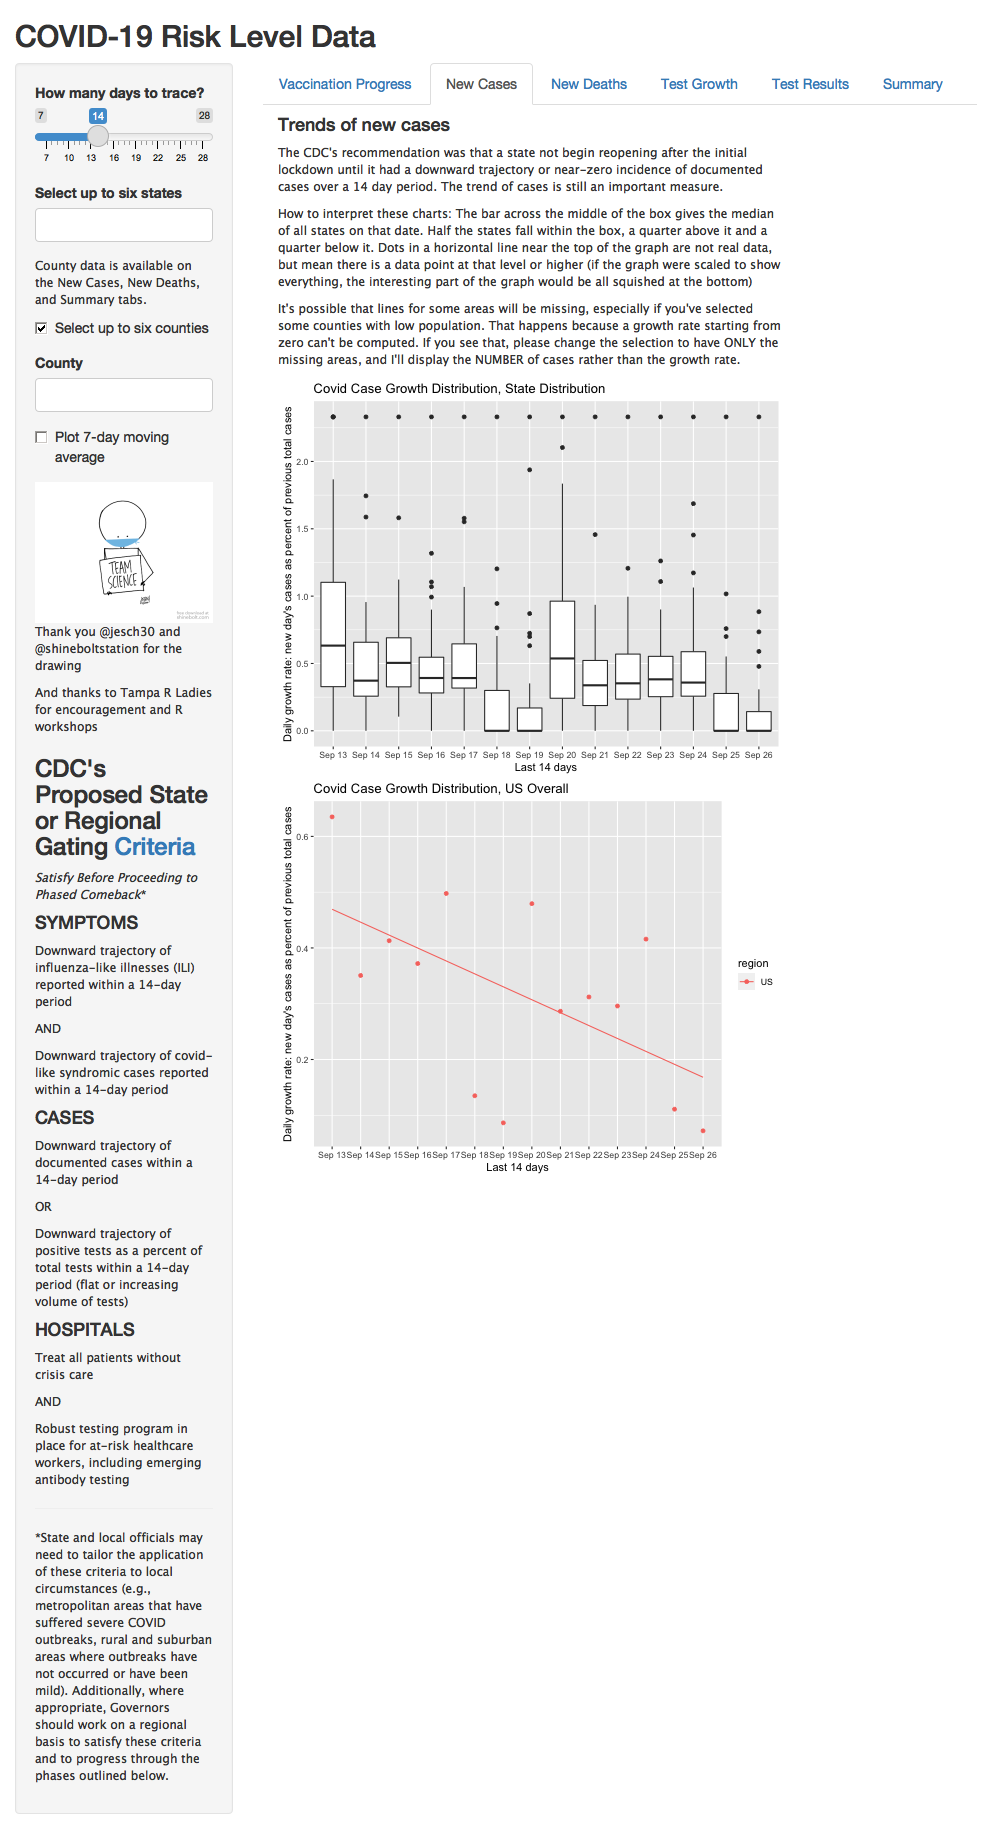 COVID-19 Risk Level Data
How many days to trace?
7
14
28
7 10 13 16 19 22 25 28
Select up to six states
County data is available on
the New Cases, New Deaths,
and Summary tabs.
Select up to six counties
County
Plot 7-day moving
average
TEAM
SCIENCE
Thank you @jesch30 and
@shineboltstation for the
drawing
And thanks to Tampa R Ladies
for encouragement and R
workshops
CDC's
Proposed State
or Regional
Gating Criteria
Satisfy Before Proceeding to
Phased Comeback*
SYMPTOMS
Downward trajectory of
influenza-like illnesses (ILI)
reported within a 14-day
period
AND
Downward trajectory of covid-
like syndromic cases reported
within a 14-day period
CASES
Downward trajectory of
documented cases within a
14-day period
OR
Downward trajectory of
positive tests as a percent of
total tests within a 14-day
period (flat or increasing
volume of tests)
HOSPITALS
Treat all patients without
crisis care
AND
Robust testing program in
place for at-risk healthcare
workers, including emerging
antibody testing
*State and local officials may
need to tailor the application
of these criteria to local
circumstances (e.g.,
metropolitan areas that have
suffered severe COVID
outbreaks, rural and suburban
areas where outbreaks have
not occurred or have been
mild). Additionally, where
appropriate, Governors
should work on a regional
basis to satisfy these criteria
and to progress through the
phases outlined below.
Vaccination Progress New Cases New Deaths Test Growth Test Results Summary
Trends of new cases
The CDC's recommendation was that a state not begin reopening after the initial
lockdown until it had a downward trajectory or near-zero incidence of documented
cases over a 14 day period. The trend of cases is still an important measure.
How to interpret these charts: The bar across the middle of the box gives the median
of all states on that date. Half the states fall within the box, a quarter above it and a
quarter below it. Dots in a horizontal line near the top of the graph are not real data,
but mean there is a data point at that level or higher (if the graph were scaled to show
everything, the interesting part of the graph would be all squished at the bottom)
It's possible that lines for some areas will be missing, especially if you've selected
some counties with low population. That happens because a growth rate starting from
zero can't be computed. If you see that, please change the selection to have ONLY the
missing areas, and I'll display the NUMBER of cases rather than the growth rate.
Covid Case Growth Distribution, State Distribution
Daily growth rate: new day's cases as percent of previous total cases
2.0
1.5
1.0
0.5
0.0
Sep 13 Sep 14 Sep 15 Sep 16 Sep 17 Sep 18 Sep 19 Sep 20 Sep 21 Sep 22 Sep 23 Sep 24 Sep 25 Sep 26
Last 14 days
Covid Case Growth Distribution, US Overall
Daily growth rate: new day's cases as percent of previous total cases
0.6
0.4
0.2
Sep 13 Sep 14 Sep 15 Sep 16 Sep 17 Sep 18 Sep 19 Sep 20 Sep 21 Sep 22 Sep 23 Sep 24 Sep 25 Sep 26
Last 14 days
region
US